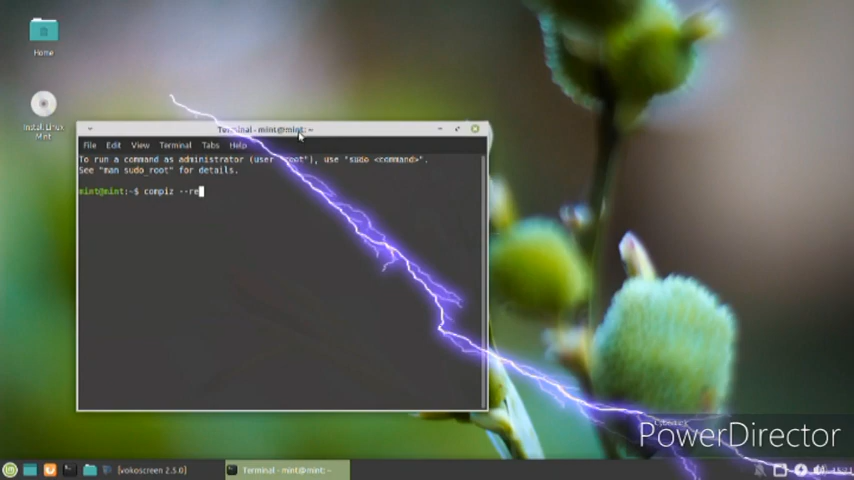 Home
Install Linux
Mint
Terminal - mint@mint: ~
File Edit View Terminal Tabs Help
To run a command as administrator (user "root"), use "sudo <command>".
See "man sudo_root" for details.
mint@mint:~$ compiz --re
CyberLink
PowerDirector
[vokoscreen 2.5.0]
Terminal - mint@mint: ~